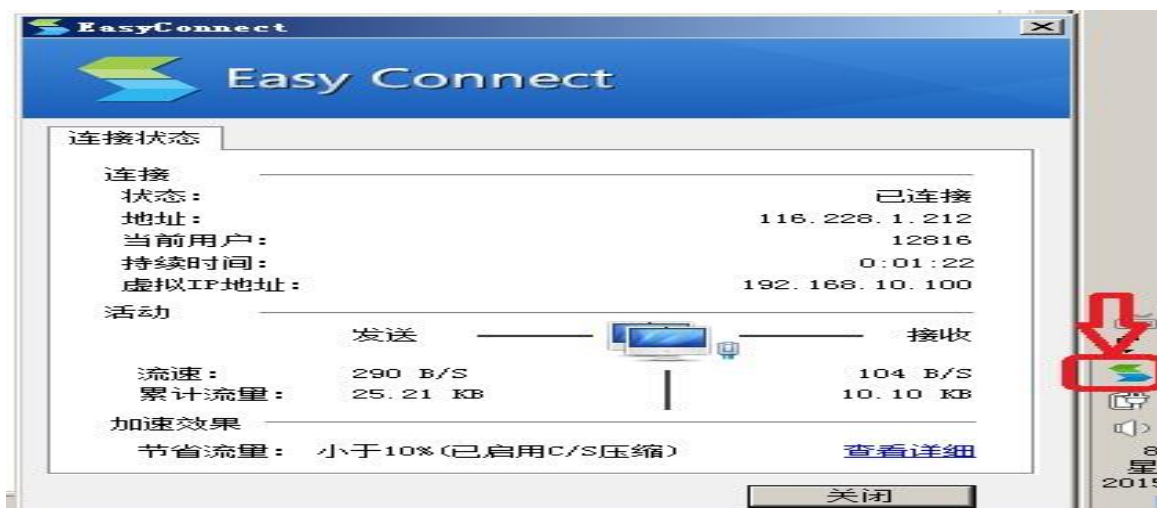 EasyConnect
Easy Connect
连接状态
连接
状态： 已连接
地址： 116.228.1.212
当前用户： 12816
持续时间： 0:01:22
虚拟IP地址： 192.168.10.100
活动
发送 接收
流速： 290 B/S 104 B/S
累计流量： 25.21 KB 10.10 KB
加速效果
节省流量： 小于10%(已启用C/S压缩) 查看详细
关闭
8
星
2015